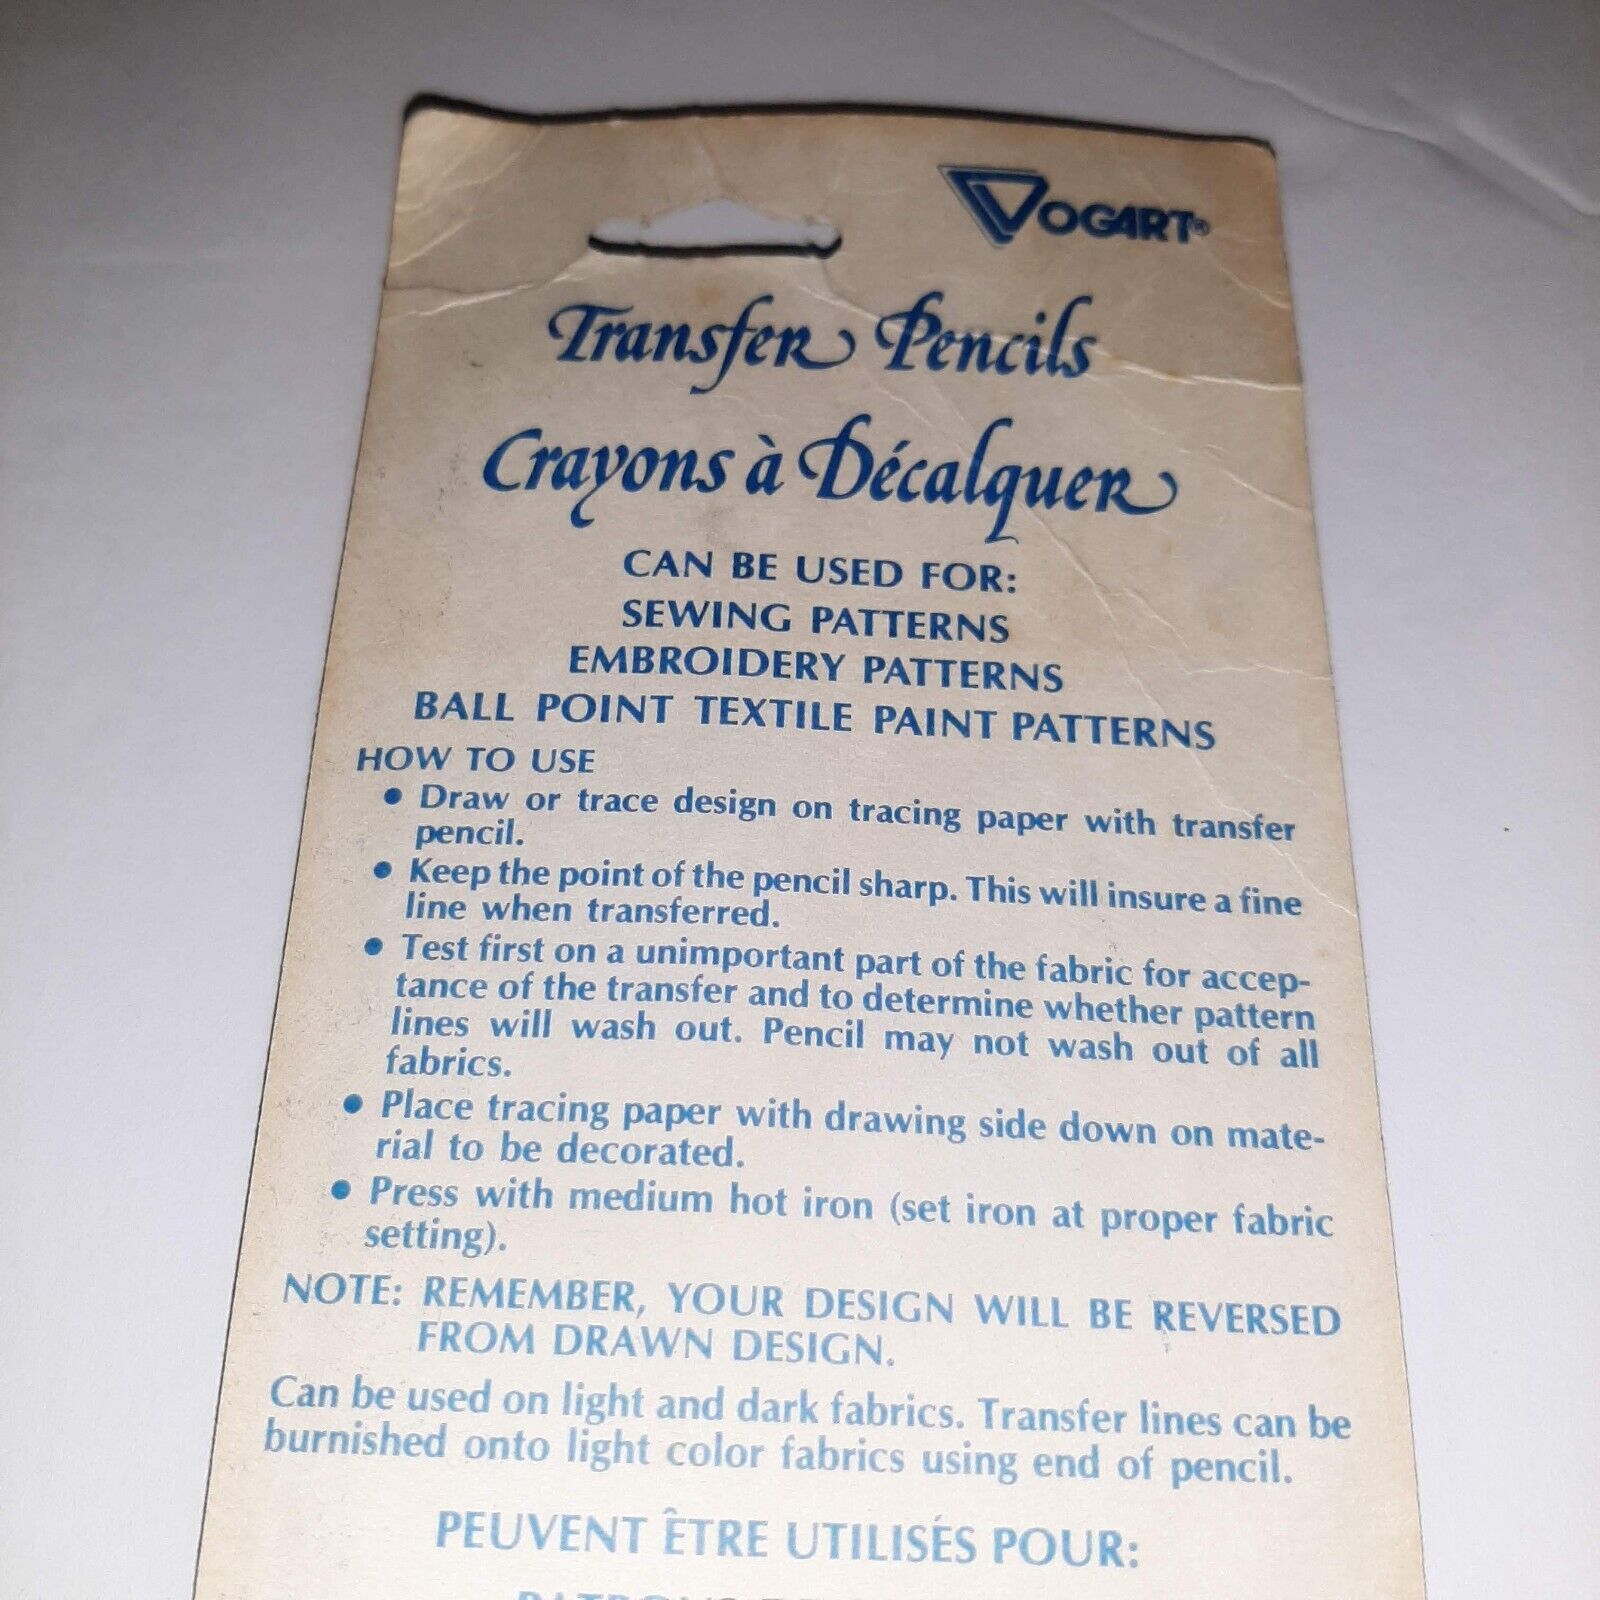 VOGART®
Transfer Pencils
Crayons à Décalquer
CAN BE USED FOR:
SEWING PATTERNS
EMBROIDERY PATTERNS
BALL POINT TEXTILE PAINT PATTERNS
HOW TO USE
• Draw or trace design on tracing paper with transfer
pencil.
• Keep the point of the pencil sharp. This will insure a fine
line when transferred.
• Test first on a unimportant part of the fabric for accep-
tance of the transfer and to determine whether pattern
lines will wash out. Pencil may not wash out of all
fabrics.
• Place tracing paper with drawing side down on mate-
rial to be decorated.
• Press with medium hot iron (set iron at proper fabric
setting).
NOTE: REMEMBER, YOUR DESIGN WILL BE REVERSED
FROM DRAWN DESIGN.
Can be used on light and dark fabrics. Transfer lines can be
burnished onto light color fabrics using end of pencil.
PEUVENT ÊTRE UTILISÉS POUR: